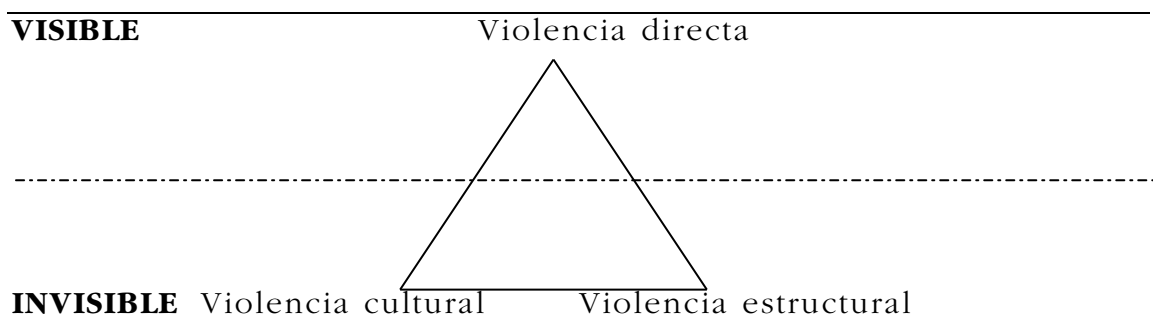 VISIBLE Violencia directa
INVISIBLE Violencia cultural Violencia estructural